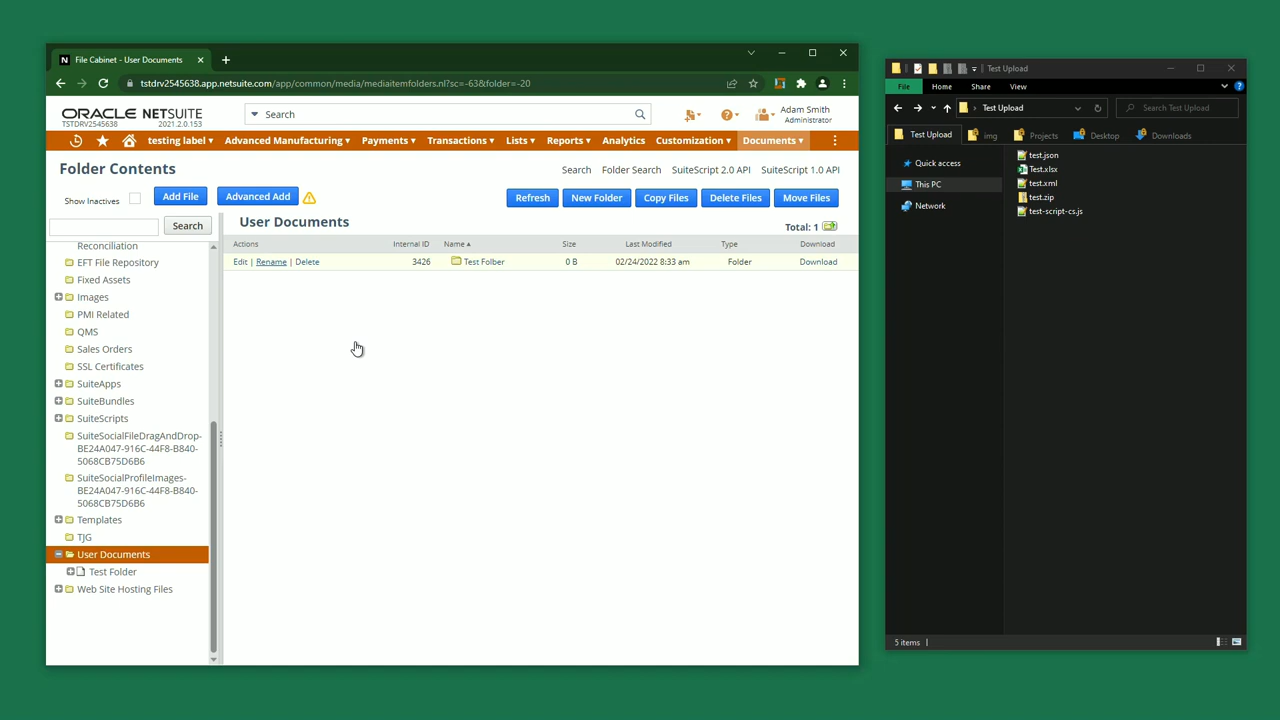 File Cabinet - User Documents
tstdrv2545638.app.netsuite.com/app/common/media/mediaitemfolders.nl?sc=-63&folder=-20
ORACLE NETSUITE
TSTDRV2545638 2021.2.0.153
Search
Adam Smith
Administrator
testing label Advanced Manufacturing Payments Transactions Lists Reports Analytics Customization Documents
Folder Contents
Search Folder Search SuiteScript 2.0 API SuiteScript 1.0 API
Show Inactives Add File Advanced Add
Refresh New Folder Copy Files Delete Files Move Files
Search
User Documents
Total: 1
Actions Internal ID Name Size Last Modified Type Download
Edit | Rename | Delete 3426 Test Folber 0 B 02/24/2022 8:33 am Folder Download
Reconciliation
EFT File Repository
Fixed Assets
Images
PMI Related
QMS
Sales Orders
SSL Certificates
SuiteApps
SuiteBundles
SuiteScripts
SuiteSocialFileDragAndDrop-
BE24A047-916C-44F8-B840-
5068CB75D6B6
SuiteSocialProfileImages-
BE24A047-916C-44F8-B840-
5068CB75D6B6
Templates
TJG
User Documents
Test Folder
Web Site Hosting Files
Test Upload
File Home Share View
Test Upload
Search Test Upload
Test Upload img Projects Desktop Downloads
Quick access
This PC
Network
test.json
Test.xlsx
test.xml
test.zip
test-script-cs.js
5 items